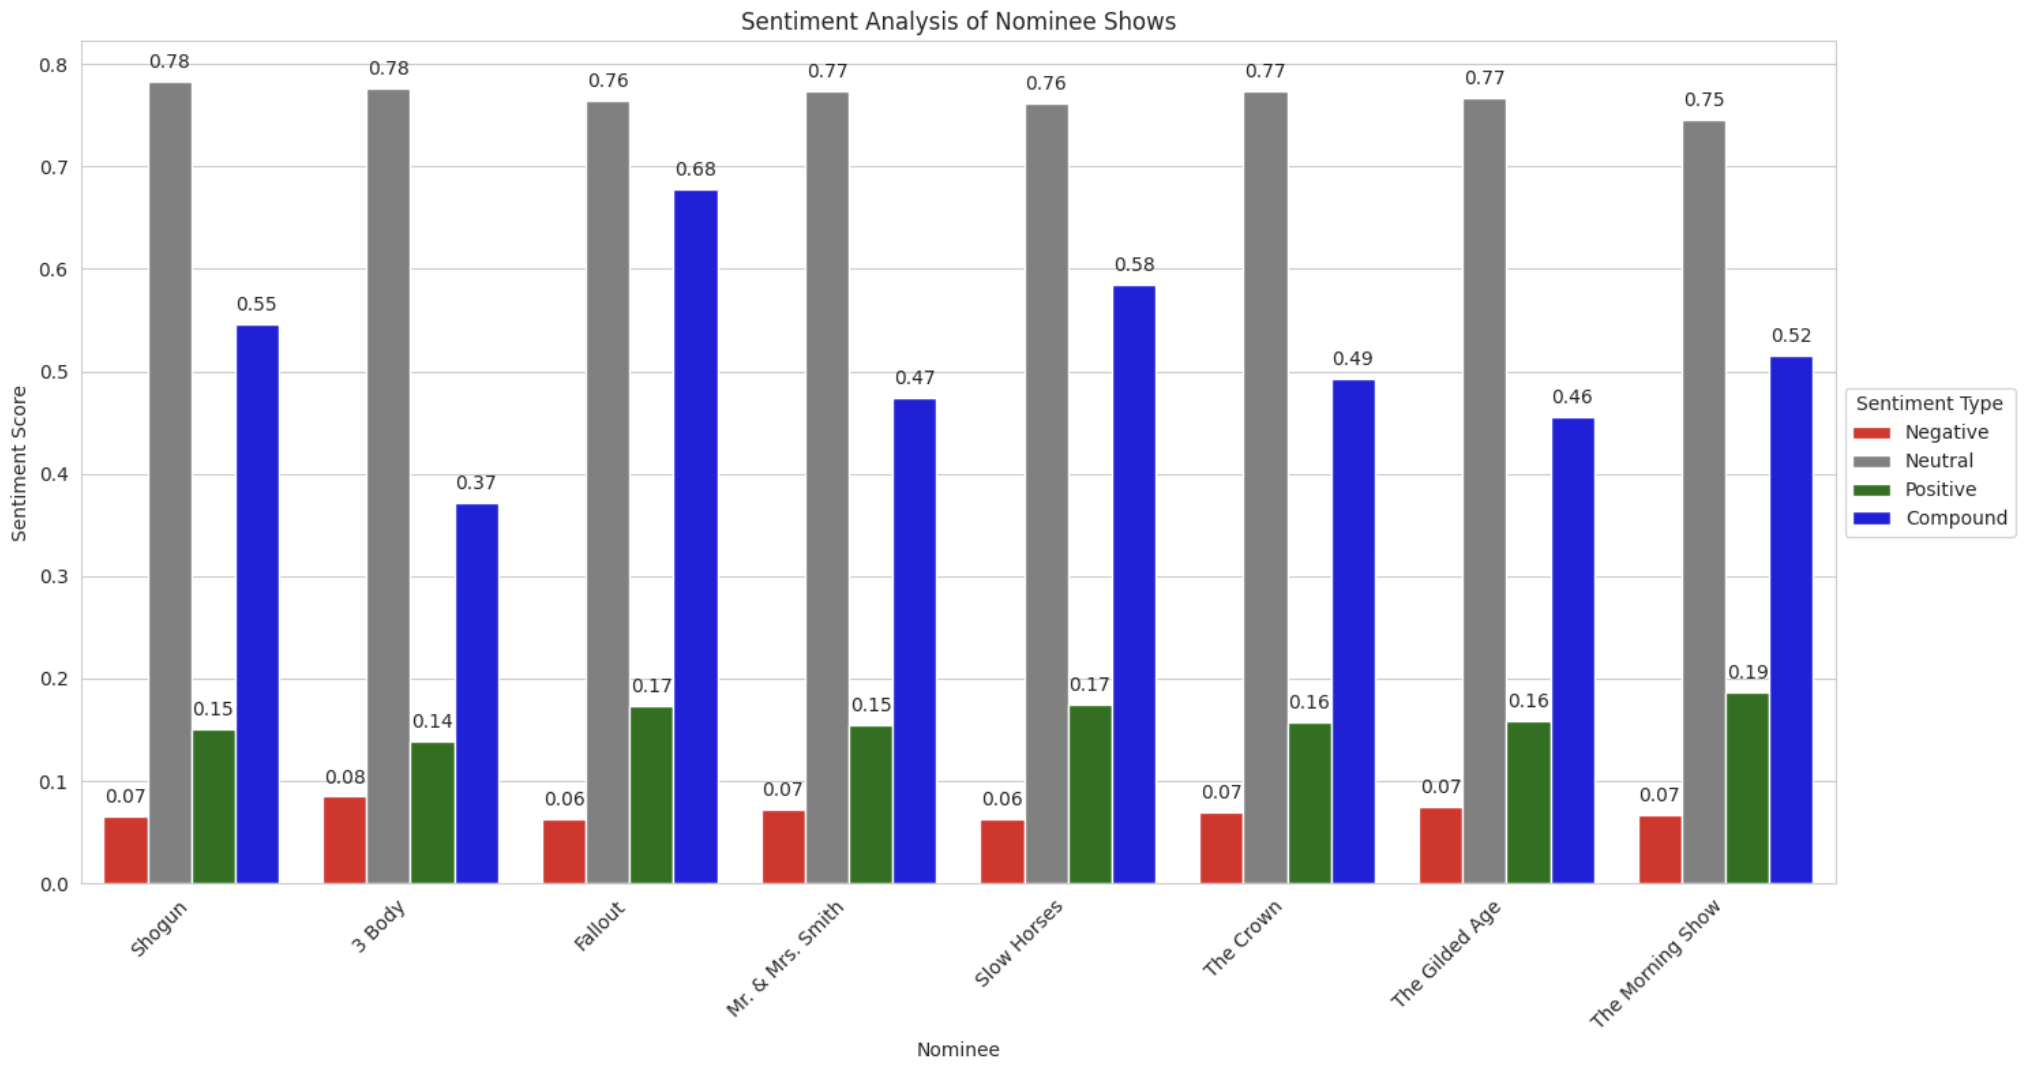 Sentiment Analysis of Nominee Shows
Sentiment Score
0.8
0.7
0.6
0.5
0.4
0.3
0.2
0.1
0.0
0.07
0.78
0.15
0.55
0.08
0.78
0.14
0.37
0.06
0.76
0.17
0.68
0.07
0.77
0.15
0.47
0.06
0.76
0.17
0.58
0.07
0.77
0.16
0.49
0.07
0.77
0.16
0.46
0.07
0.75
0.19
0.52
Shogun
3 Body
Fallout
Mr. & Mrs. Smith
Slow Horses
The Crown
The Gilded Age
The Morning Show
Nominee
Sentiment Type
Negative
Neutral
Positive
Compound